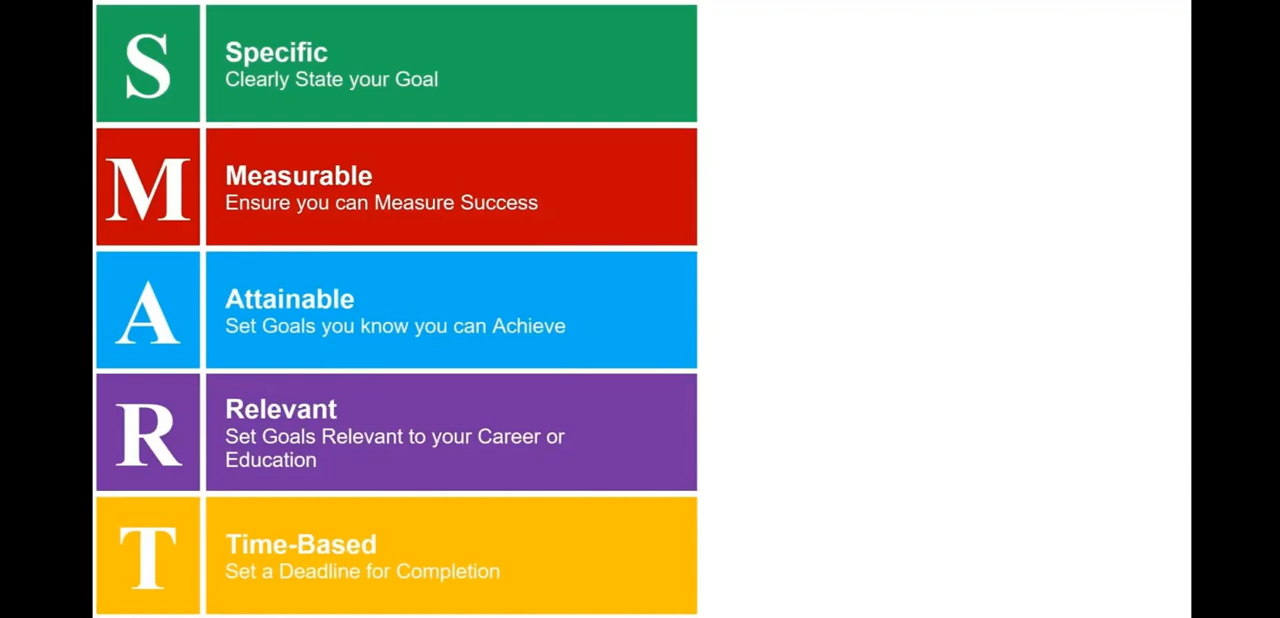 S
Specific
Clearly State your Goal
M
Measurable
Ensure you can Measure Success
A
Attainable
Set Goals you know you can Achieve
R
Relevant
Set Goals Relevant to your Career or
Education
T
Time-Based
Set a Deadline for Completion